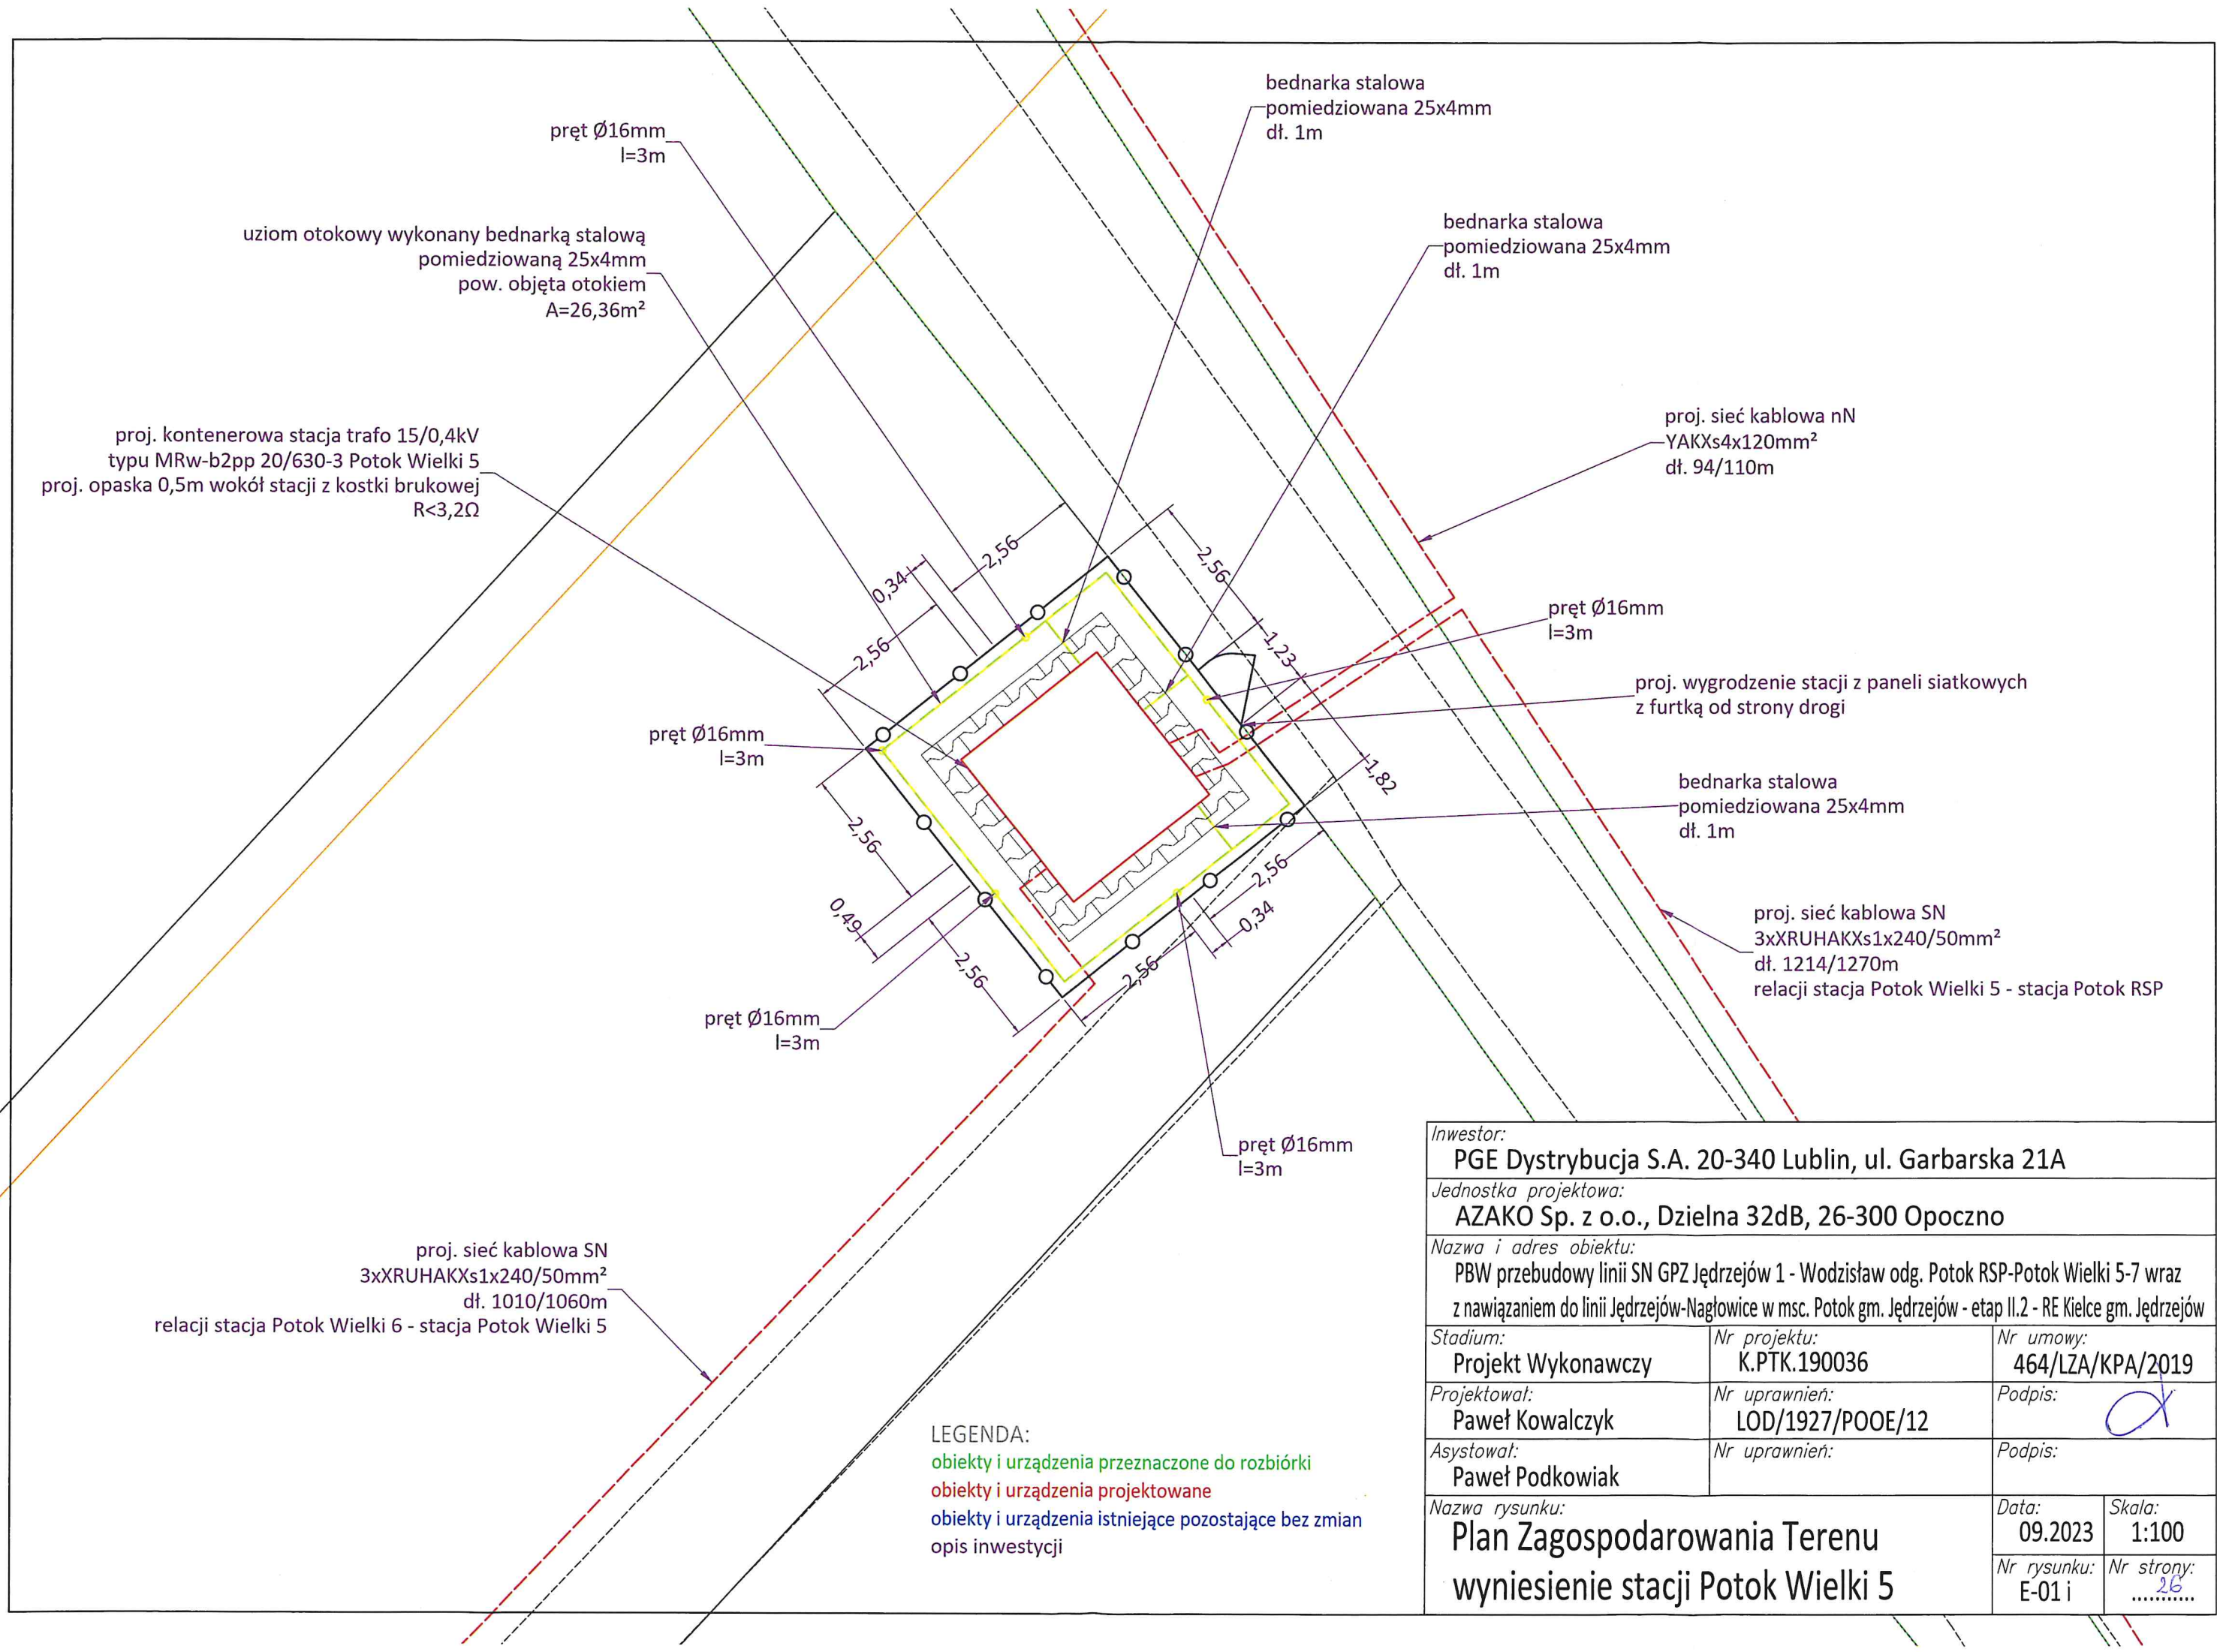 bednarka stalowa
pomiedziowana 25x4mm
dł. 1m
pręt Ø16mm
l=3m
bednarka stalowa
pomiedziowana 25x4mm
dł. 1m
uziom otokowy wykonany bednarką stalową
pomiedziowaną 25x4mm
pow. objęta otokiem
A=26,36m²
proj. sieć kablowa nN
YAKXs4x120mm²
dł. 94/110m
proj. kontenerowa stacja trafo 15/0,4kV
typu MRw-b2pp 20/630-3 Potok Wielki 5
proj. opaska 0,5m wokół stacji z kostki brukowej
R<3,2Ω
2,56
0,34
2,56
2,56
1,23
1,82
pręt Ø16mm
l=3m
proj. wygrodzenie stacji z paneli siatkowych
z furtką od strony drogi
pręt Ø16mm
l=3m
bednarka stalowa
pomiedziowana 25x4mm
dł. 1m
2,56
0,49
2,56
2,56
0,34
2,56
proj. sieć kablowa SN
3xXRUHAKXs1x240/50mm²
dł. 1214/1270m
relacji stacja Potok Wielki 5 - stacja Potok RSP
pręt Ø16mm
l=3m
pręt Ø16mm
l=3m
proj. sieć kablowa SN
3xXRUHAKXs1x240/50mm²
dł. 1010/1060m
relacji stacja Potok Wielki 6 - stacja Potok Wielki 5
LEGENDA:
obiekty i urządzenia przeznaczone do rozbiórki
obiekty i urządzenia projektowane
obiekty i urządzenia istniejące pozostające bez zmian
opis inwestycji
Inwestor:
PGE Dystrybucja S.A. 20-340 Lublin, ul. Garbarska 21A
Jednostka projektowa:
AZAKO Sp. z o.o., Dzielna 32dB, 26-300 Opoczno
Nazwa i adres obiektu:
PBW przebudowy linii SN GPZ Jędrzejów 1 - Wodzisław odg. Potok RSP-Potok Wielki 5-7 wraz
z nawiązaniem do linii Jędrzejów-Nagłowice w msc. Potok gm. Jędrzejów - etap II.2 - RE Kielce gm. Jędrzejów
Stadium: Nr projektu: Nr umowy:
Projekt Wykonawczy K.PTK.190036 464/LZA/KPA/2019
Projektował: Nr uprawnień: Podpis:
Paweł Kowalczyk LOD/1927/POOE/12
Asystował: Nr uprawnień: Podpis:
Paweł Podkowiak
Nazwa rysunku: Data: Skala:
Plan Zagospodarowania Terenu 09.2023 1:100
wyniesienie stacji Potok Wielki 5
Nr rysunku: Nr strony:
E-01 i 26